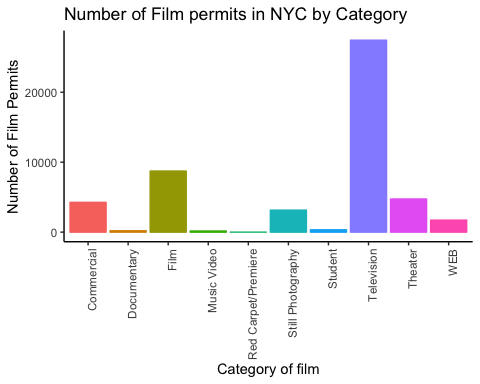 Number of Film permits in NYC by Category
Number of Film Permits
20000
10000
0
Commercial
Documentary
Film
Music Video
Red Carpet/Premiere
Still Photography
Student
Television
Theater
WEB
Category of film